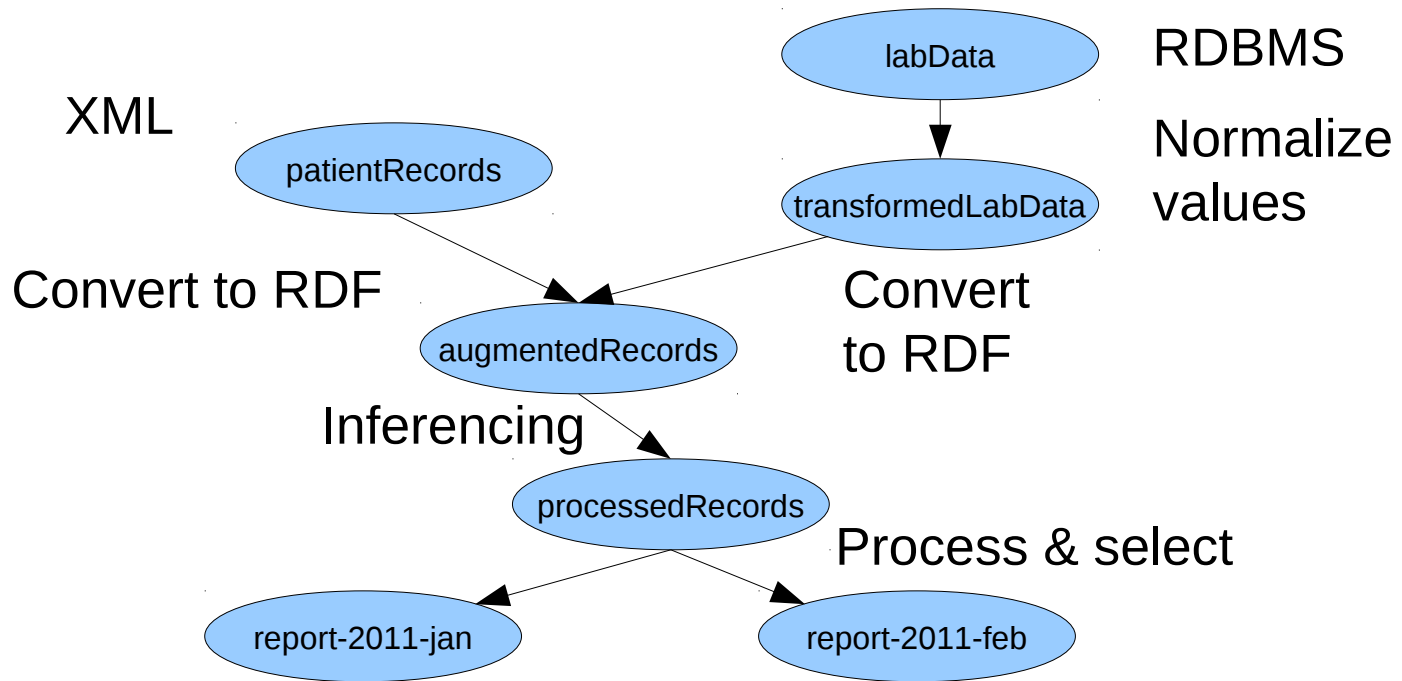 labData
RDBMS
XML
patientRecords
Normalize
values
transformedLabData
Convert to RDF
Convert
to RDF
augmentedRecords
Inferencing
processedRecords
Process & select
report-2011-jan
report-2011-feb